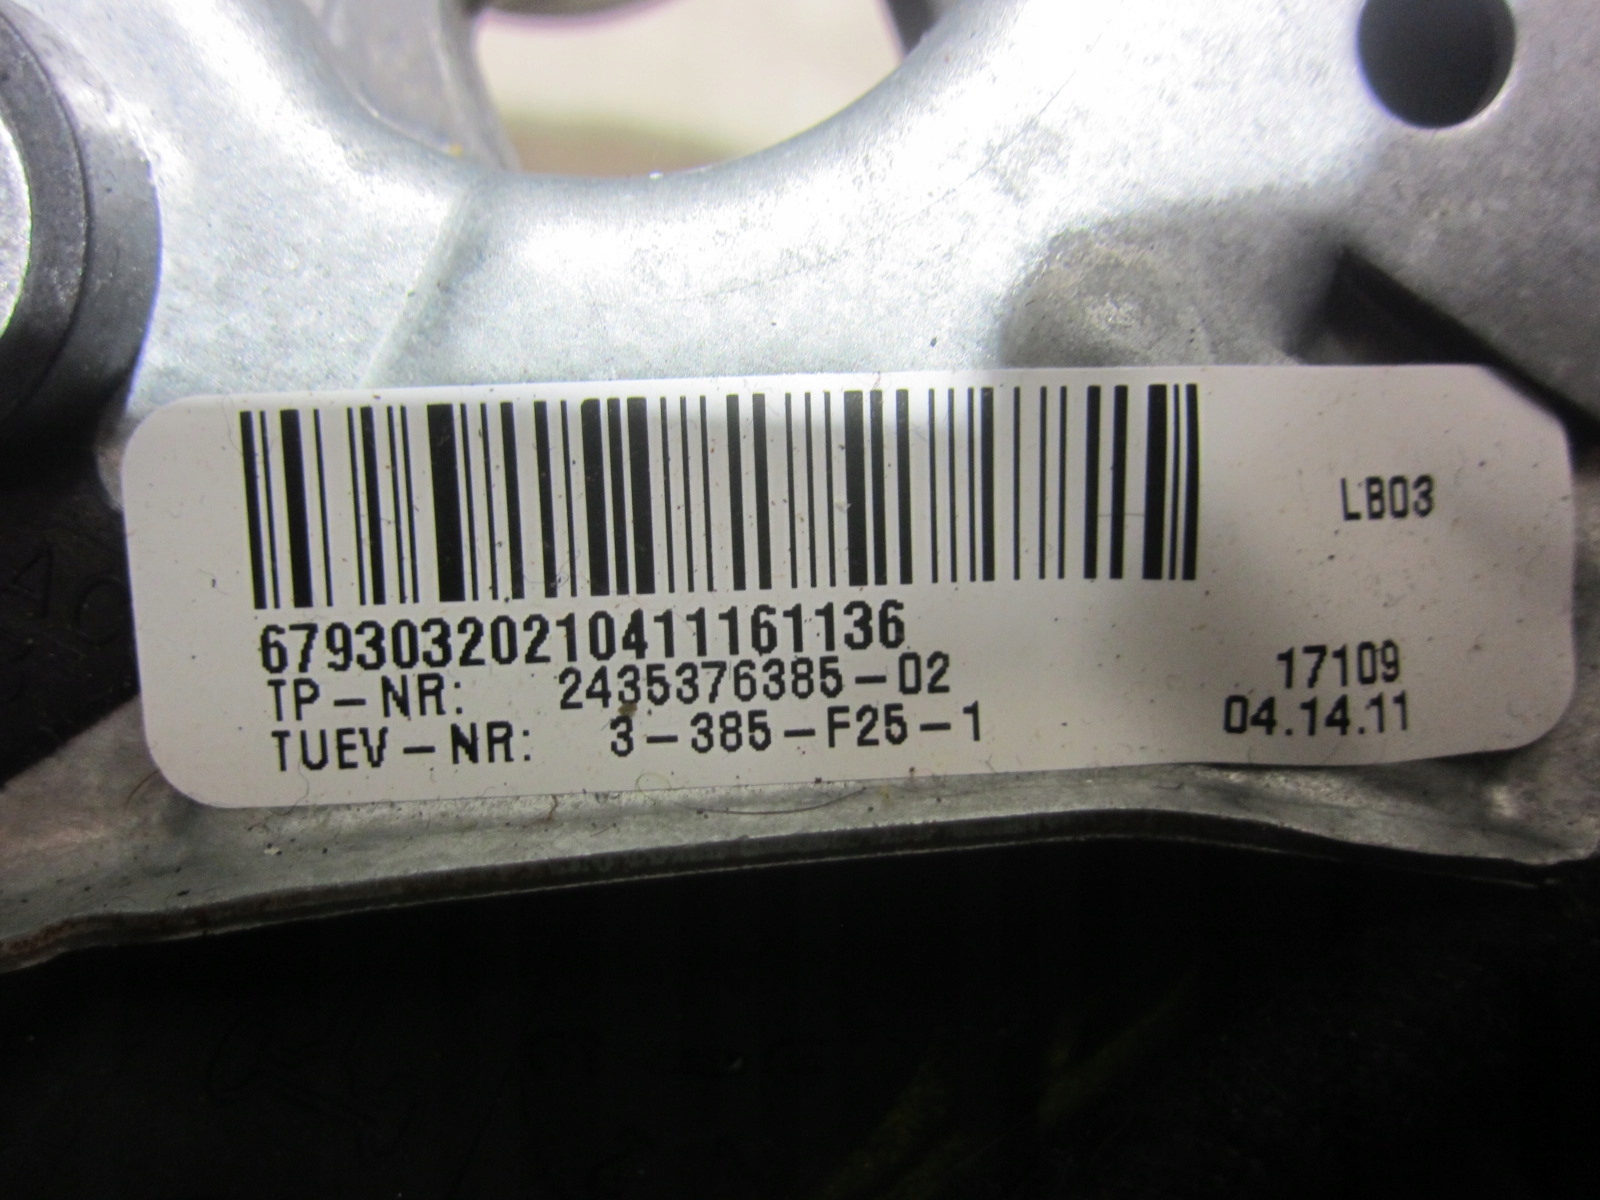 LB03
67930320210411161136
TP-NR: 2435376385-02 17109
TUEV-NR: 3-385-F25-1 04.14.11